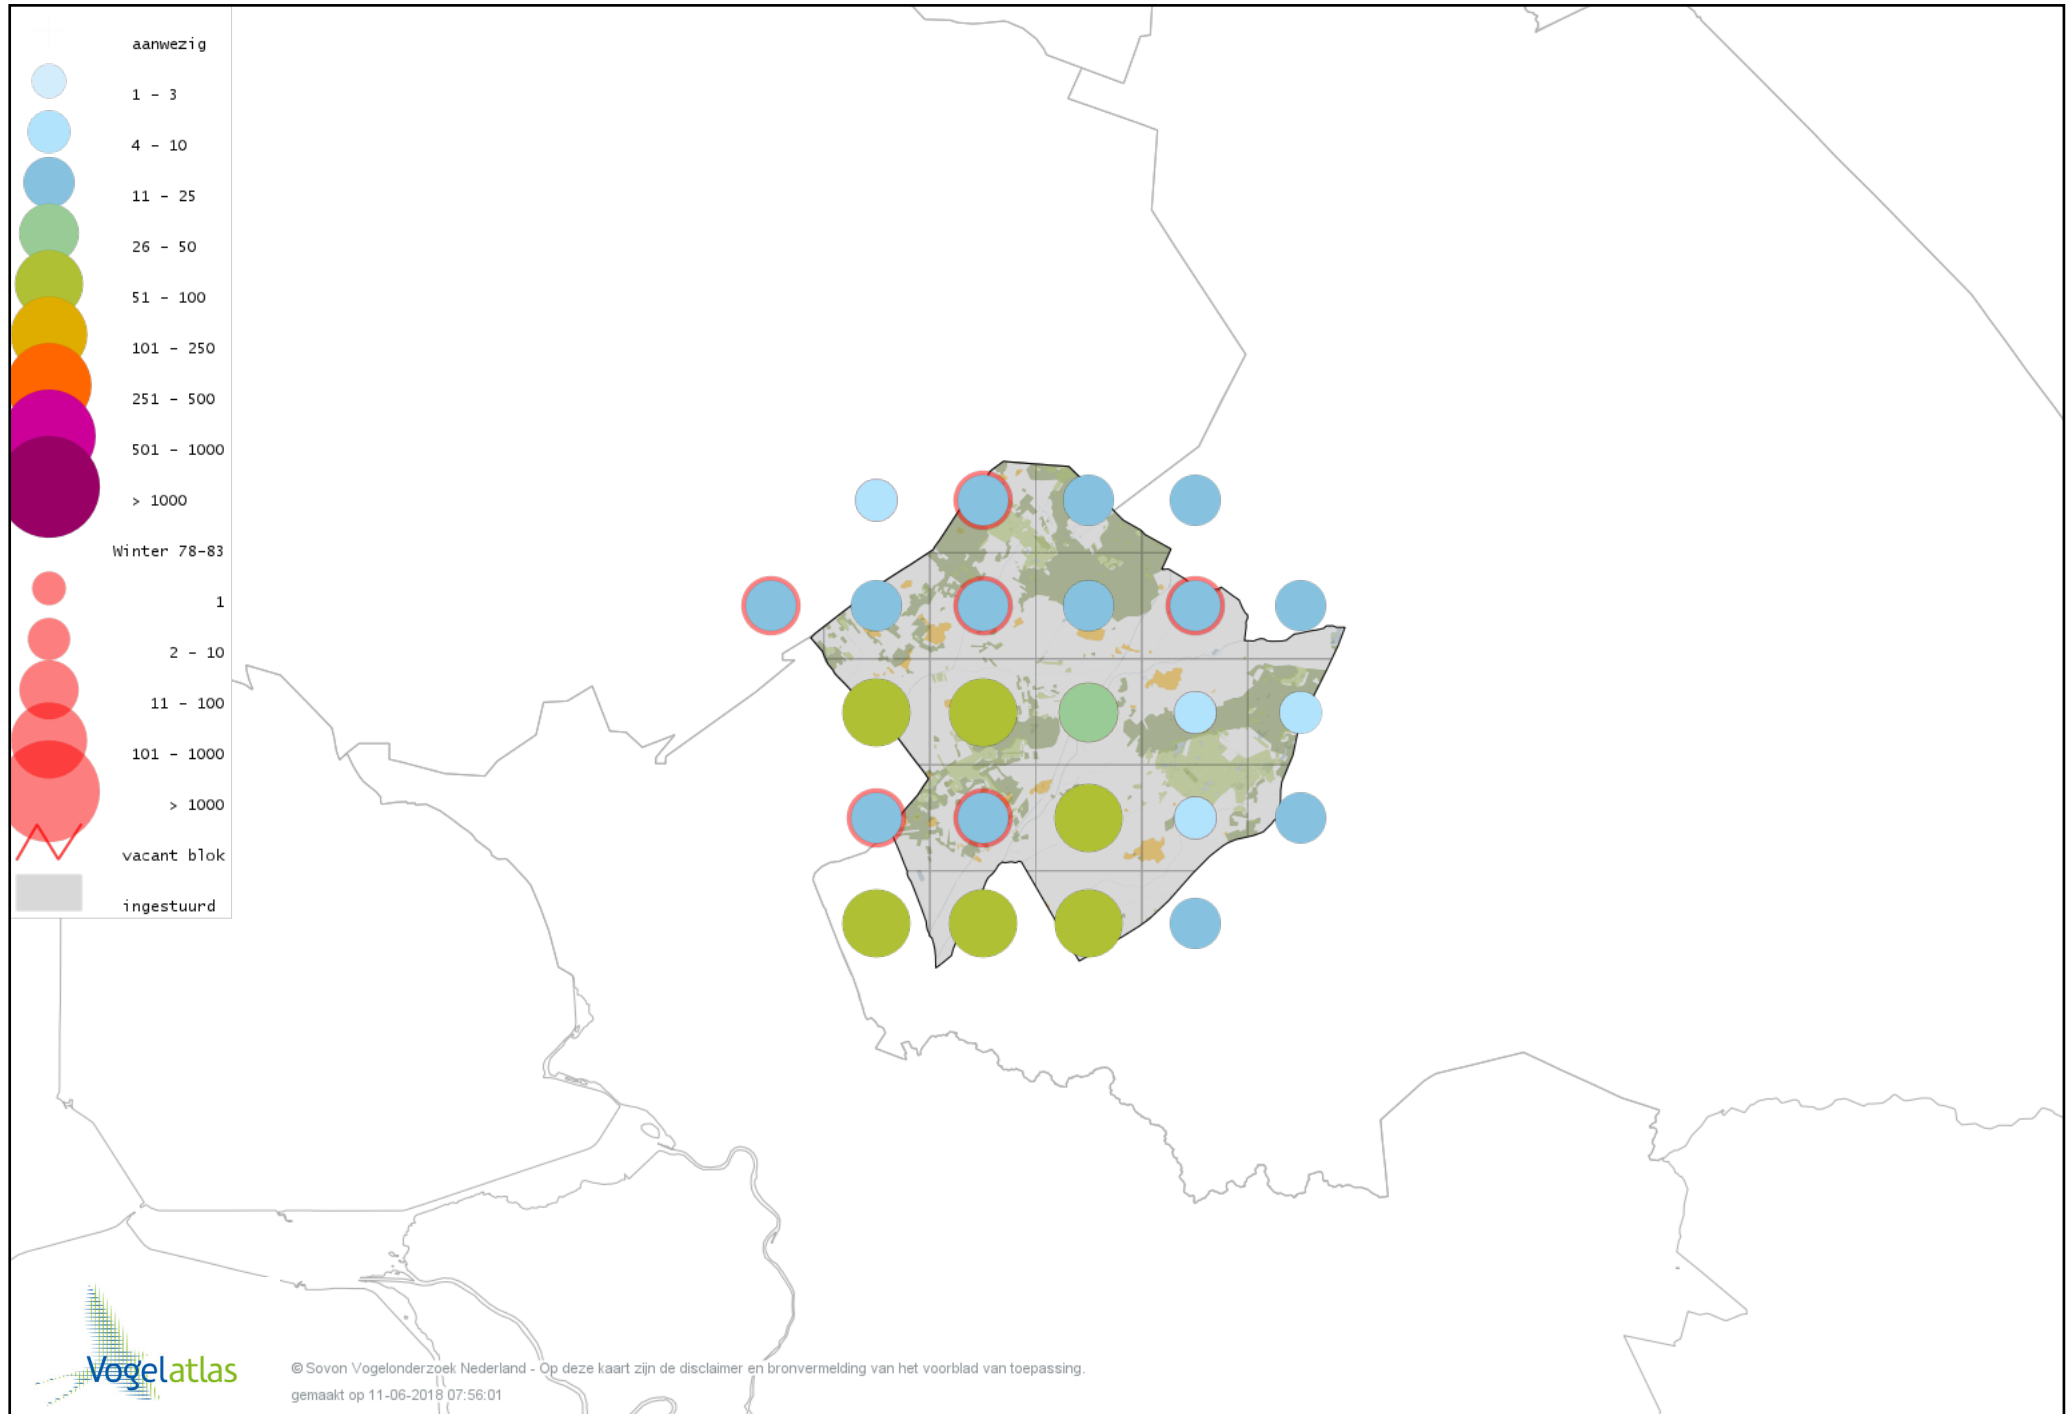 aanwezig
1 - 3
4 - 10
11 - 25
26 - 50
51 - 100
101 - 250
251 - 500
501 - 1000
> 1000
Winter 78-83
1
2 - 10
11 - 100
101 - 1000
> 1000
vacant blok
ingestuurd
Vogelatlas
© Sovon Vogelonderzoek Nederland - Op deze kaart zijn de disclaimer en bronvermelding van het voorblad van toepassing.
gemaakt op 11-06-2018 07:56:01